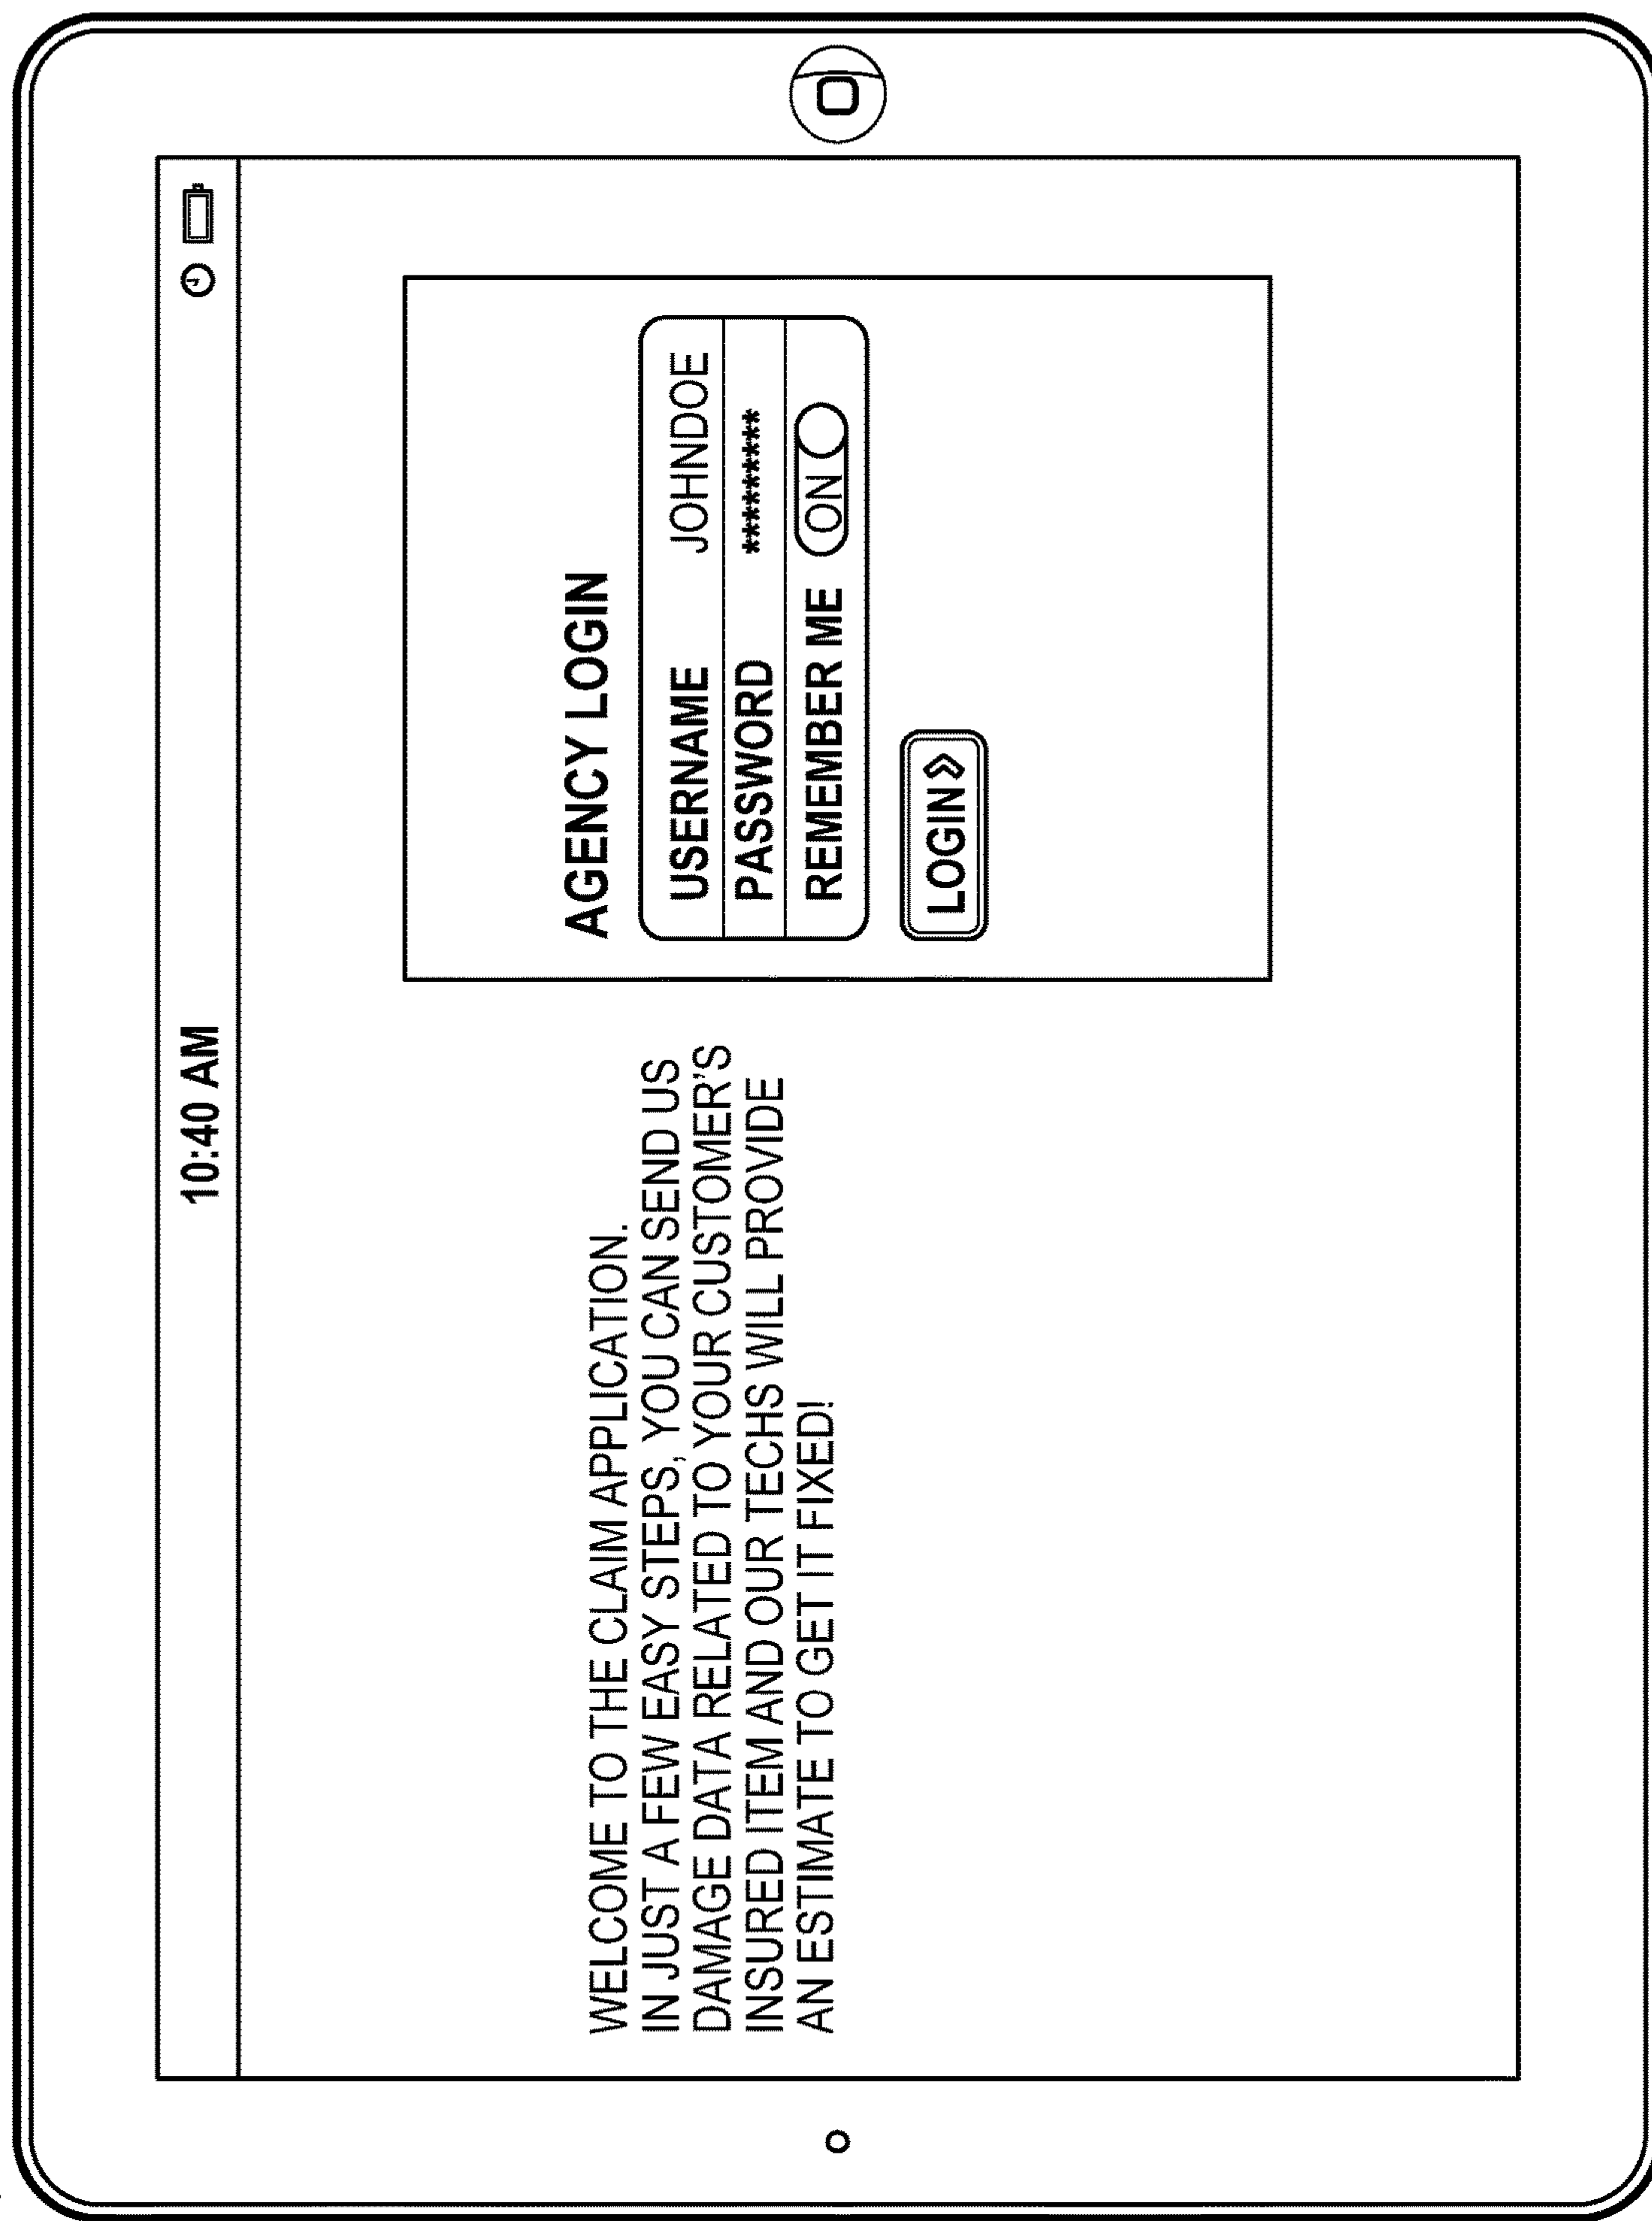 10:40 AM
WELCOME TO THE CLAIM APPLICATION.
IN JUST A FEW EASY STEPS, YOU CAN SEND US
DAMAGE DATA RELATED TO YOUR CUSTOMER'S
INSURED ITEM AND OUR TECHS WILL PROVIDE
AN ESTIMATE TO GET IT FIXED!
AGENCY LOGIN
USERNAME JOHNDOE
PASSWORD *********
REMEMBER ME ON
LOGIN »